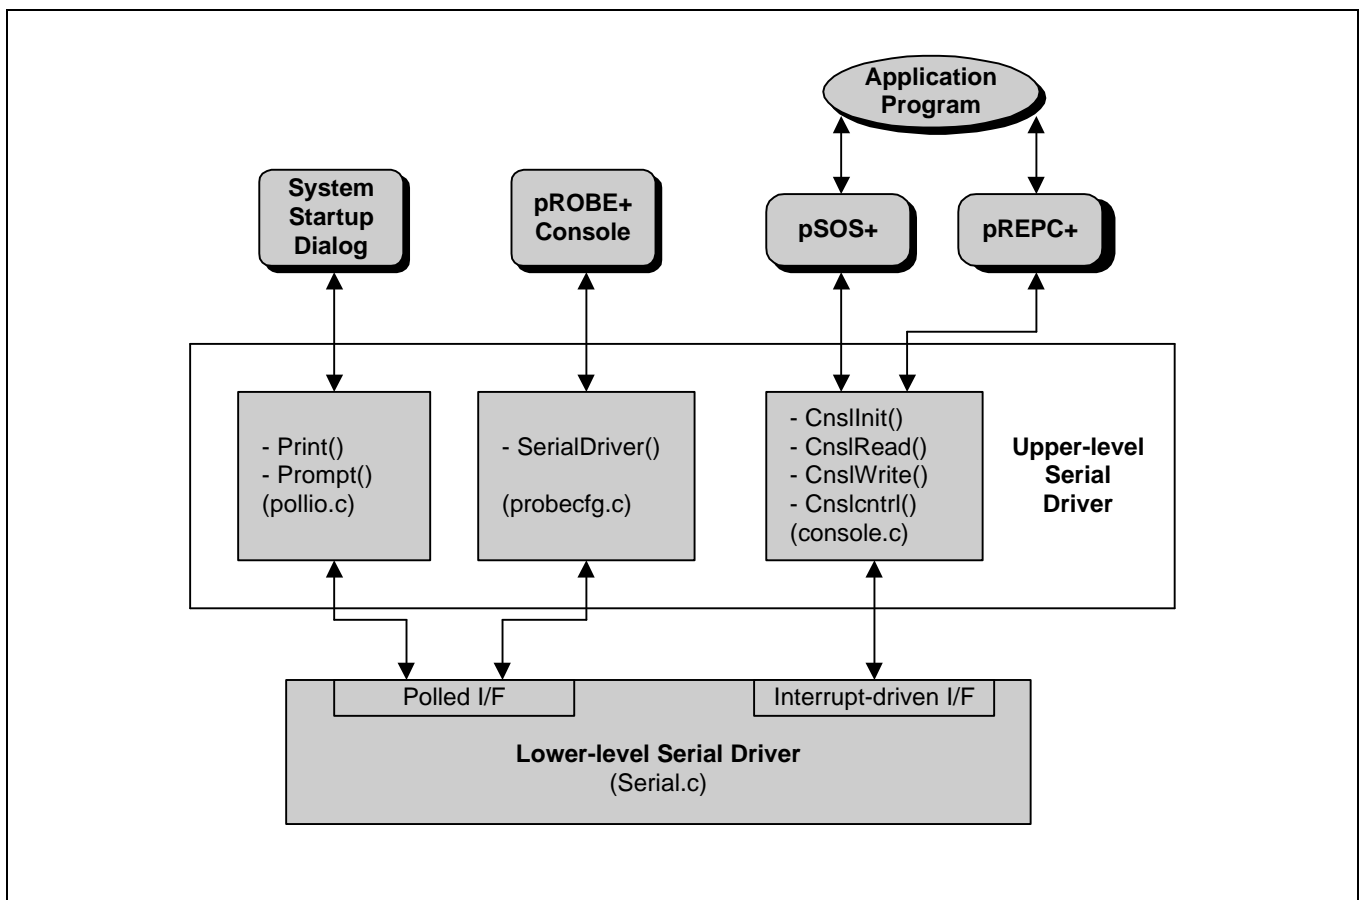 Application
Program
System
Startup
Dialog
pROBE+
Console
pSOS+
pREPC+
- Print()
- Prompt()
(pollio.c)
- SerialDriver()
(probecfg.c)
- CnslInit()
- CnslRead()
- CnslWrite()
- Cnslcntrl()
(console.c)
Upper-level
Serial
Driver
Polled I/F
Interrupt-driven I/F
Lower-level Serial Driver
(Serial.c)